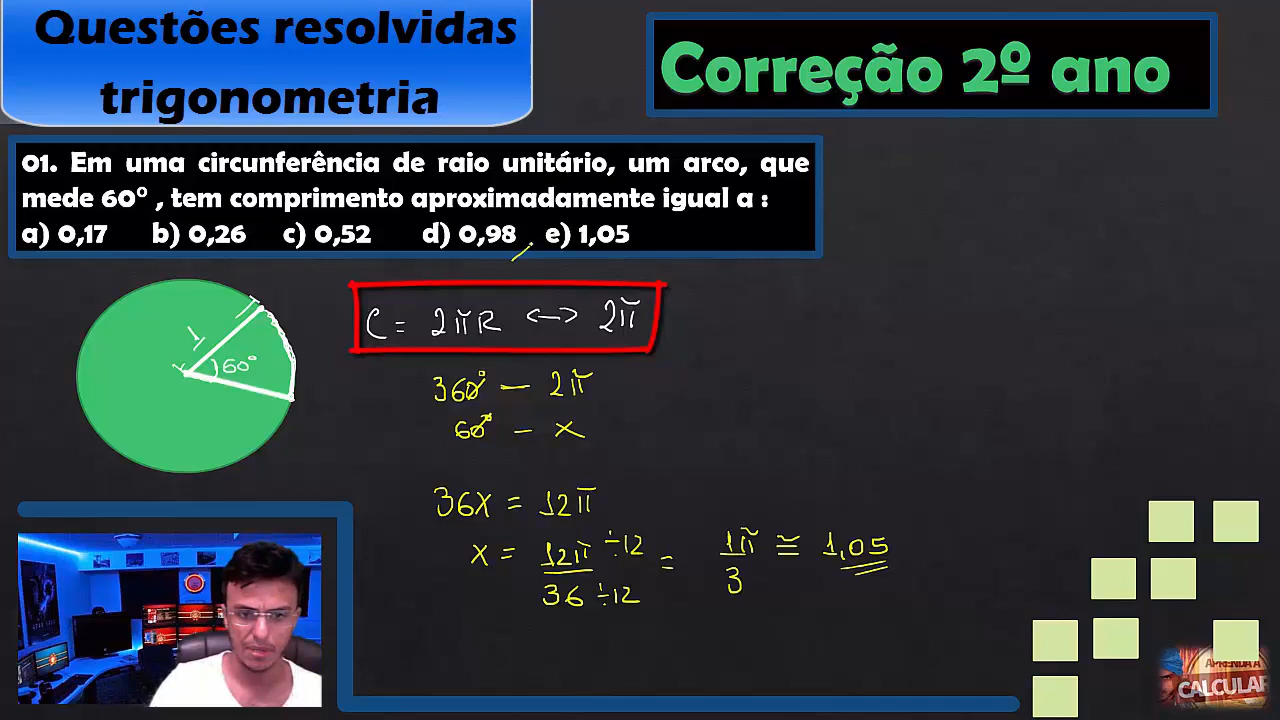 Questões resolvidas
trigonometria
Correção 2º ano
01. Em uma circunferência de raio unitário, um arco, que
mede 60° , tem comprimento aproximadamente igual a :
a) 0,17 b) 0,26 c) 0,52 d) 0,98 e) 1,05
C = 2πR <—> 2π
1
60°
360° — 2π
60° — x
36x = 12π
x = 12π ÷12 / 36 ÷12 = 1π / 3 ≅ 1,05
APRENDA A
CALCULAR